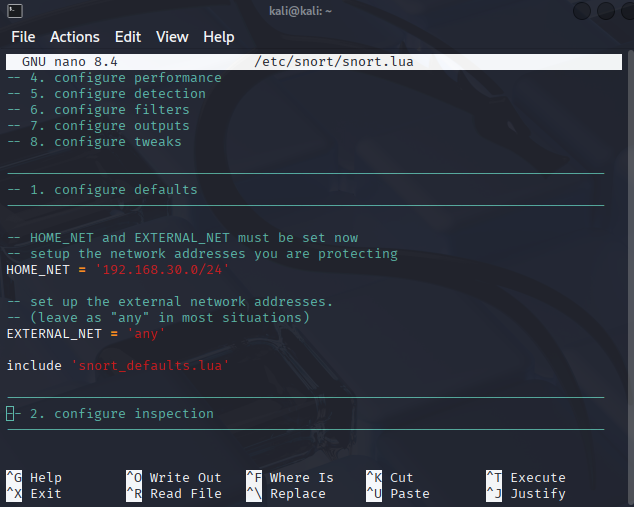 kali@kali: ~
File Actions Edit View Help
GNU nano 8.4 /etc/snort/snort.lua
-- 4. configure performance
-- 5. configure detection
-- 6. configure filters
-- 7. configure outputs
-- 8. configure tweaks
---------------------------------------------------------------------------
-- 1. configure defaults
---------------------------------------------------------------------------
-- HOME_NET and EXTERNAL_NET must be set now
-- setup the network addresses you are protecting
HOME_NET = '192.168.30.0/24'
-- set up the external network addresses.
-- (leave as "any" in most situations)
EXTERNAL_NET = 'any'
include 'snort_defaults.lua'
---------------------------------------------------------------------------
-- 2. configure inspection
---------------------------------------------------------------------------
^G Help ^O Write Out ^F Where Is ^K Cut ^T Execute
^X Exit ^R Read File ^\ Replace ^U Paste ^J Justify